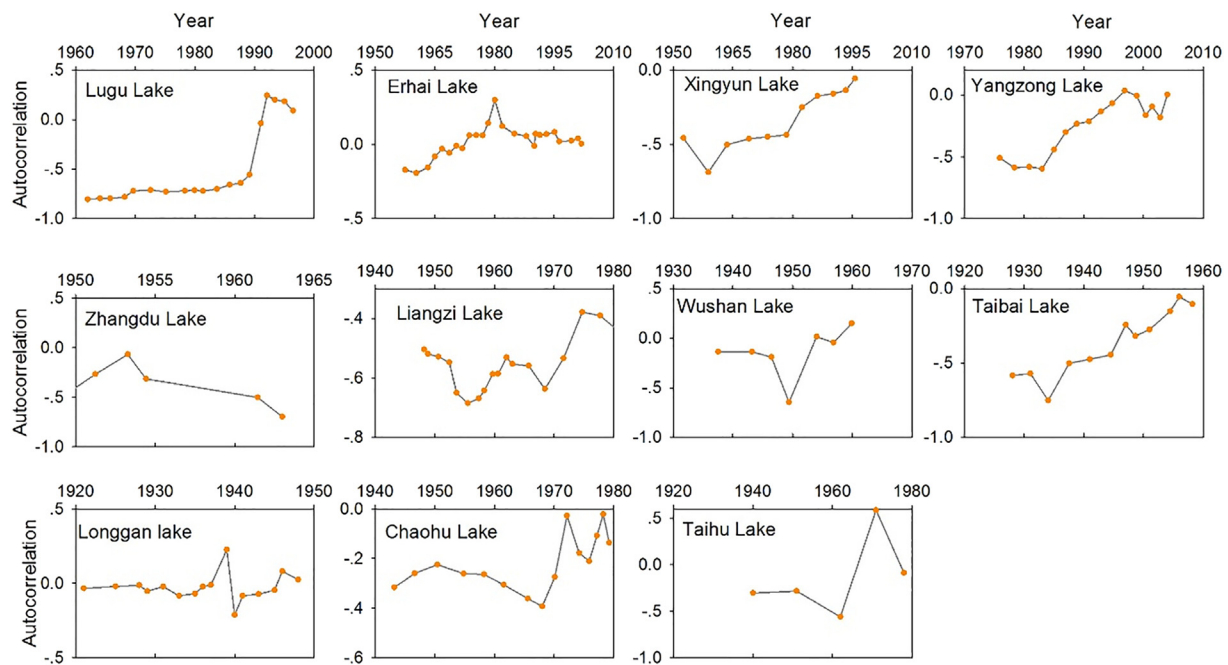 Year Year Year Year
1960 1970 1980 1990 2000 1950 1965 1980 1995 2010 1950 1965 1980 1995 2010 1970 1980 1990 2000 2010
.5 .5 0.0 0.0
Lugu Lake Erhai Lake Xingyun Lake Yangzong Lake
Autocorrelation
0.0 0.0 -.5 -.5
-.5
-1.0 -.5 -1.0 -1.0
1950 1955 1960 1965 1940 1950 1960 1970 1980 1930 1940 1950 1960 1970 1920 1930 1940 1950 1960
.5 .5 0.0
Zhangdu Lake Liangzi Lake Wushan Lake Taibai Lake
Autocorrelation
0.0 -.4 0.0 -.5
-.5 -.6 -.5
-1.0 -.8 -1.0 -1.0
1920 1930 1940 1950 1940 1950 1960 1970 1980 1920 1940 1960 1980
.5 0.0 .5
Longgan lake Chaohu Lake Taihu Lake
Autocorrelation
0.0 -.2 0.0
-.4 -.5
-.5 -.6 -1.0